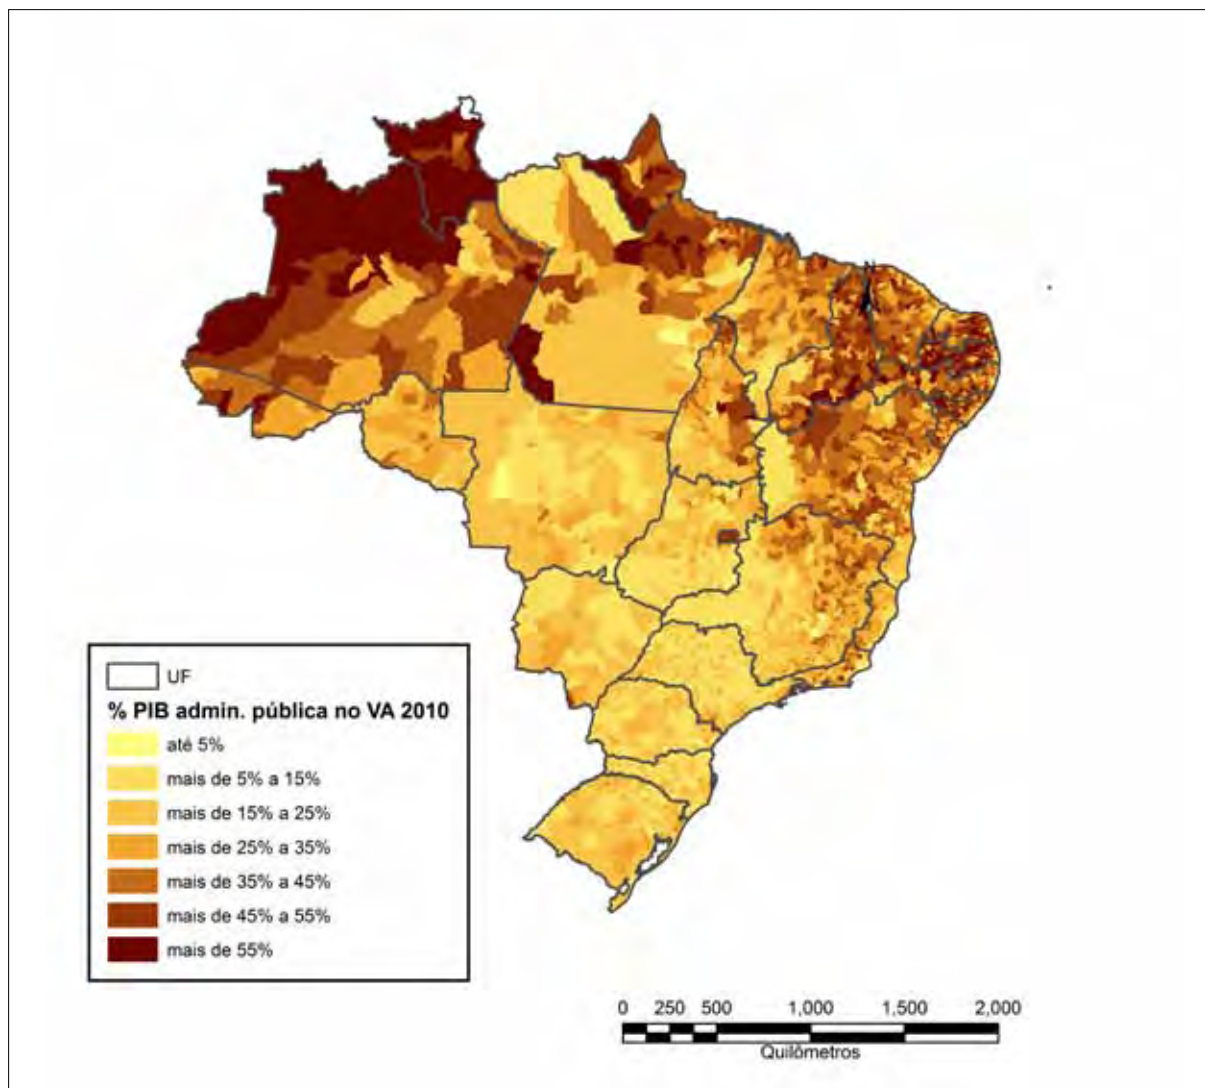 N
UF
% PIB admin. pública no VA 2010
até 5%
mais de 5% a 15%
mais de 15% a 25%
mais de 25% a 35%
mais de 35% a 45%
mais de 45% a 55%
mais de 55%
0 250 500 1,000 1,500 2,000
Quilômetros